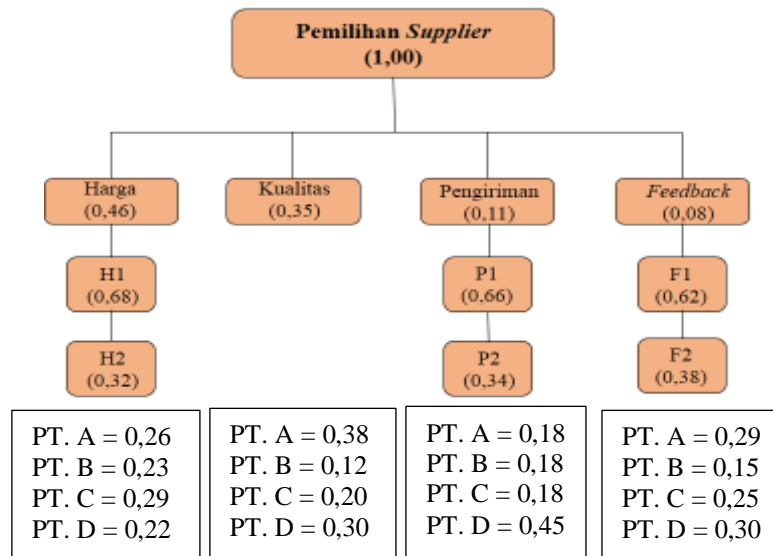 Pemilihan Supplier
(1,00)
Harga
(0,46)
Kualitas
(0,35)
Pengiriman
(0,11)
Feedback
(0,08)
H1
(0,68)
P1
(0,66)
F1
(0,62)
H2
(0,32)
P2
(0,34)
F2
(0,38)
PT. A = 0,26
PT. B = 0,23
PT. C = 0,29
PT. D = 0,22
PT. A = 0,38
PT. B = 0,12
PT. C = 0,20
PT. D = 0,30
PT. A = 0,18
PT. B = 0,18
PT. C = 0,18
PT. D = 0,45
PT. A = 0,29
PT. B = 0,15
PT. C = 0,25
PT. D = 0,30